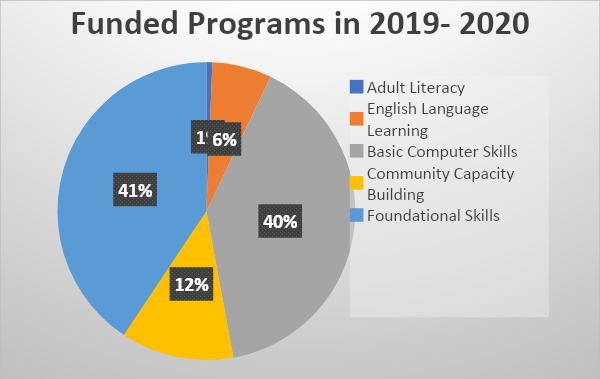 Funded Programs in 2019- 2020
Adult Literacy
English Language
Learning
Basic Computer Skills
Community Capacity
Building
Foundational Skills
6%
41%
40%
12%